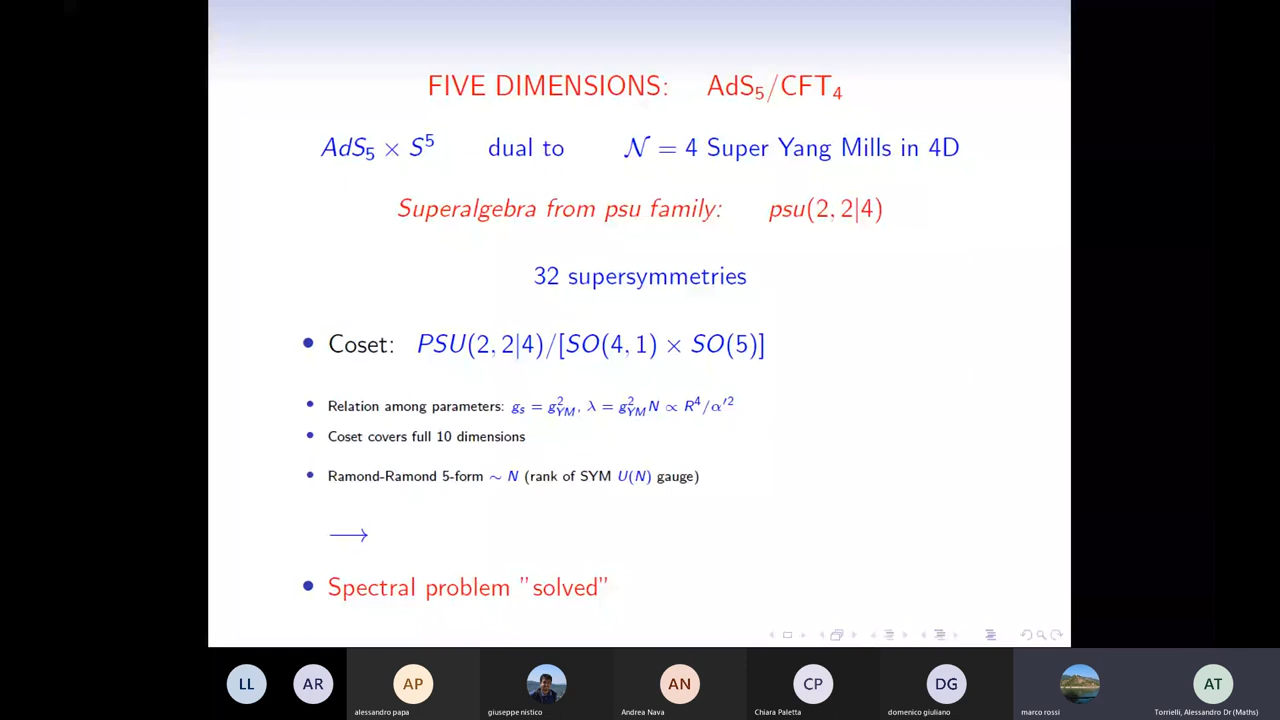 FIVE DIMENSIONS: AdS₅/CFT₄
AdS₅ × S⁵ dual to 𝒩 = 4 Super Yang Mills in 4D
Superalgebra from psu family: psu(2, 2|4)
32 supersymmetries
• Coset: PSU(2, 2|4)/[SO(4, 1) × SO(5)]
• Relation among parameters: gₛ = g²_YM, λ = g²_YM N ∝ R⁴/α′²
• Coset covers full 10 dimensions
• Ramond-Ramond 5-form ∼ N (rank of SYM U(N) gauge)
⟶
• Spectral problem ”solved”
LL AR AP AN CP DG AT
alessandro papa giuseppe nistico Andrea Nava Chiara Paletta domenico giuliano marco rossi Torrielli, Alessandro Dr (Maths)